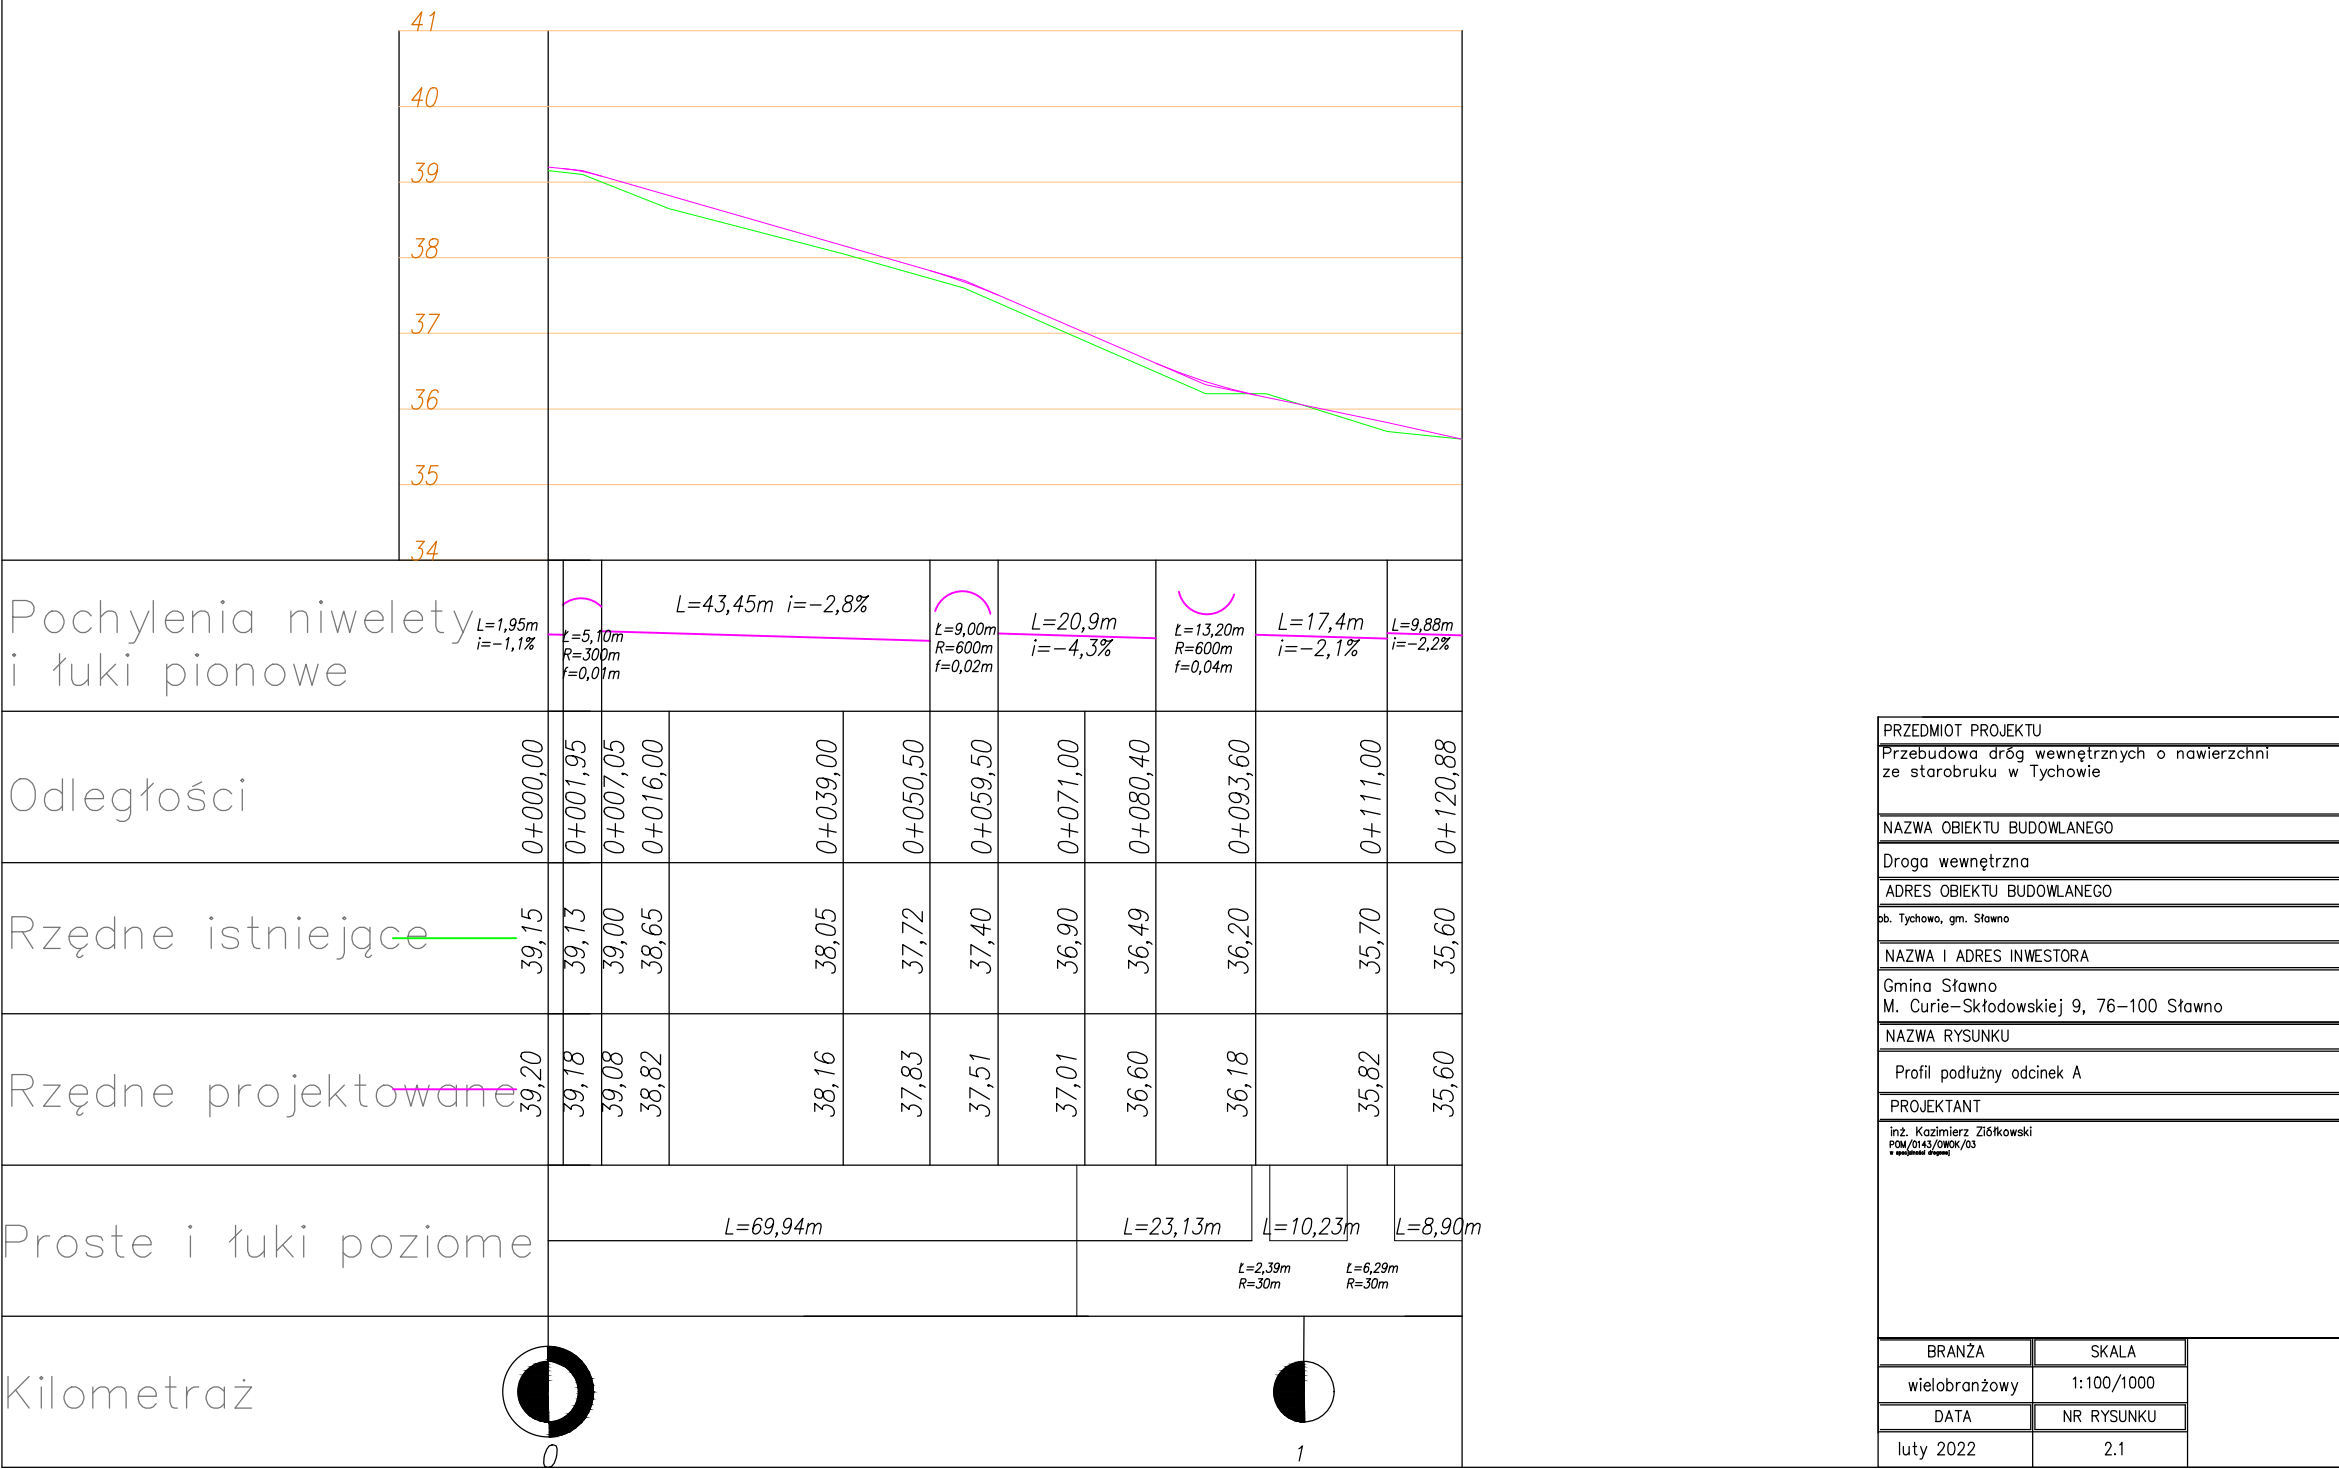 41
40
39
38
37
36
35
34
Pochylenia niwelety
i łuki pionowe
L=1,95m
i=-1,1%
Ł=5,10m
R=300m
f=0,01m
L=43,45m i=-2,8%
Ł=9,00m
R=600m
f=0,02m
L=20,9m
i=-4,3%
Ł=13,20m
R=600m
f=0,04m
L=17,4m
i=-2,1%
L=9,88m
i=-2,2%
Odległości
0+000,00
0+001,95
0+007,05
0+016,00
0+039,00
0+050,50
0+059,50
0+071,00
0+080,40
0+093,60
0+111,00
0+120,88
Rzędne istniejące
39,15
39,13
39,00
38,65
38,05
37,72
37,40
36,90
36,49
36,20
35,70
35,60
Rzędne projektowane
39,20
39,18
39,08
38,82
38,16
37,83
37,51
37,01
36,60
36,18
35,82
35,60
Proste i łuki poziome
L=69,94m
L=23,13m
L=10,23m
L=8,90m
Ł=2,39m
R=30m
Ł=6,29m
R=30m
Kilometraż
0
1
PRZEDMIOT PROJEKTU
Przebudowa dróg wewnętrznych o nawierzchni
ze starobruku w Tychowie
NAZWA OBIEKTU BUDOWLANEGO
Droga wewnętrzna
ADRES OBIEKTU BUDOWLANEGO
ob. Tychowo, gm. Sławno
NAZWA I ADRES INWESTORA
Gmina Sławno
M. Curie-Skłodowskiej 9, 76-100 Sławno
NAZWA RYSUNKU
Profil podłużny odcinek A
PROJEKTANT
inż. Kazimierz Ziółkowski
POM/0143/OWOK/03
w specjalności drogowej
BRANŻA
SKALA
wielobranżowy
1:100/1000
DATA
NR RYSUNKU
luty 2022
2.1